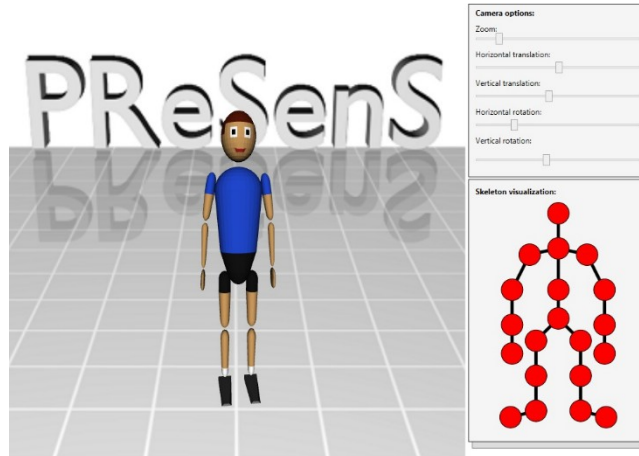 PReSenS
Camera options:
Zoom:
Horizontal translation:
Vertical translation:
Horizontal rotation:
Vertical rotation:
Skeleton visualization: